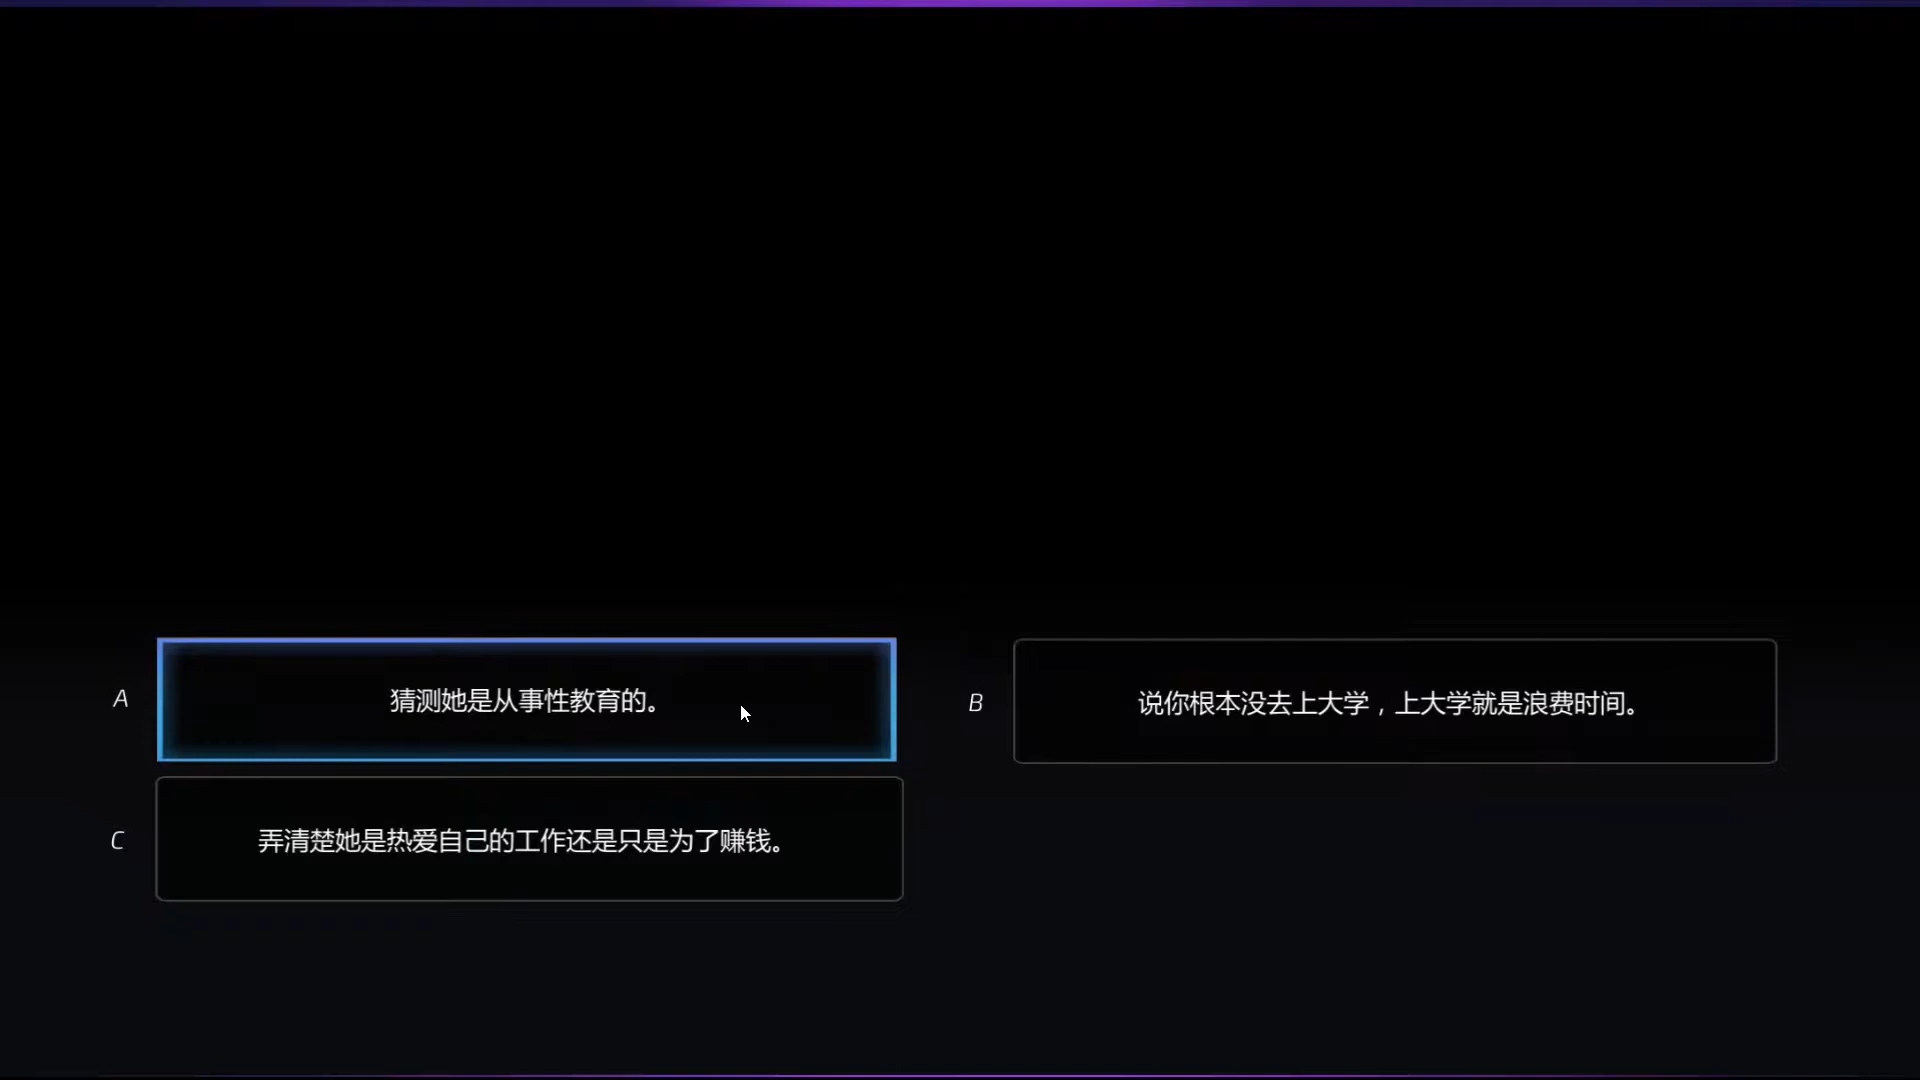 A
猜测她是从事性教育的。
B
说你根本没去上大学，上大学就是浪费时间。
C
弄清楚她是热爱自己的工作还是只是为了赚钱。